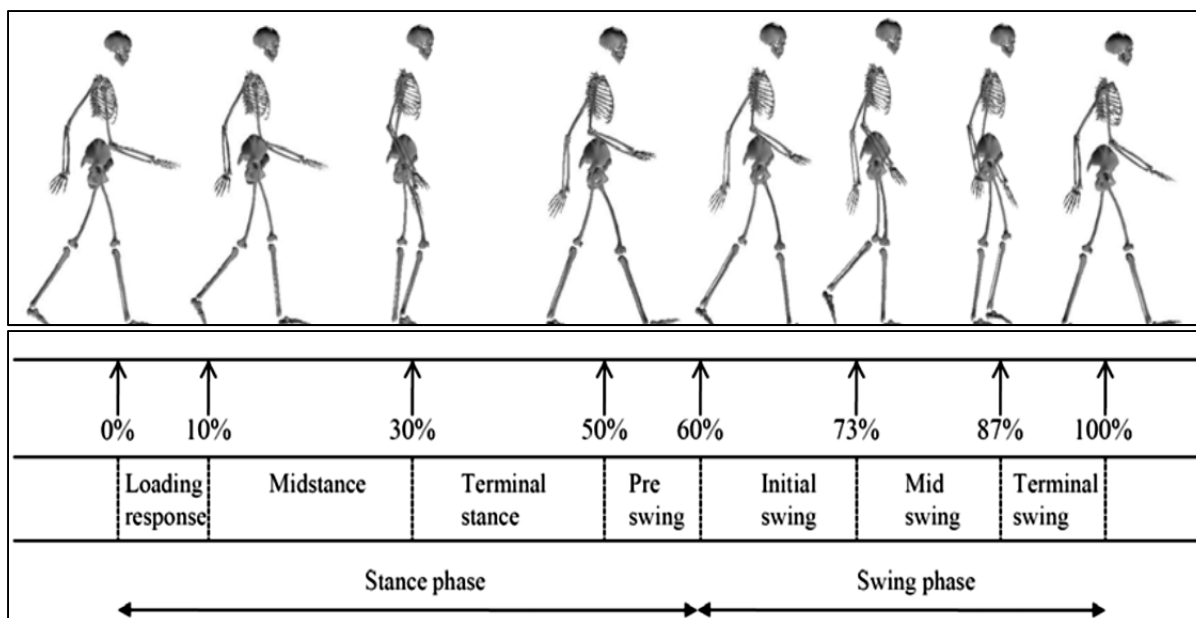 0% 10% 30% 50% 60% 73% 87% 100%
Loading Midstance Terminal Pre Initial Mid Terminal
response stance swing swing swing swing
Stance phase Swing phase